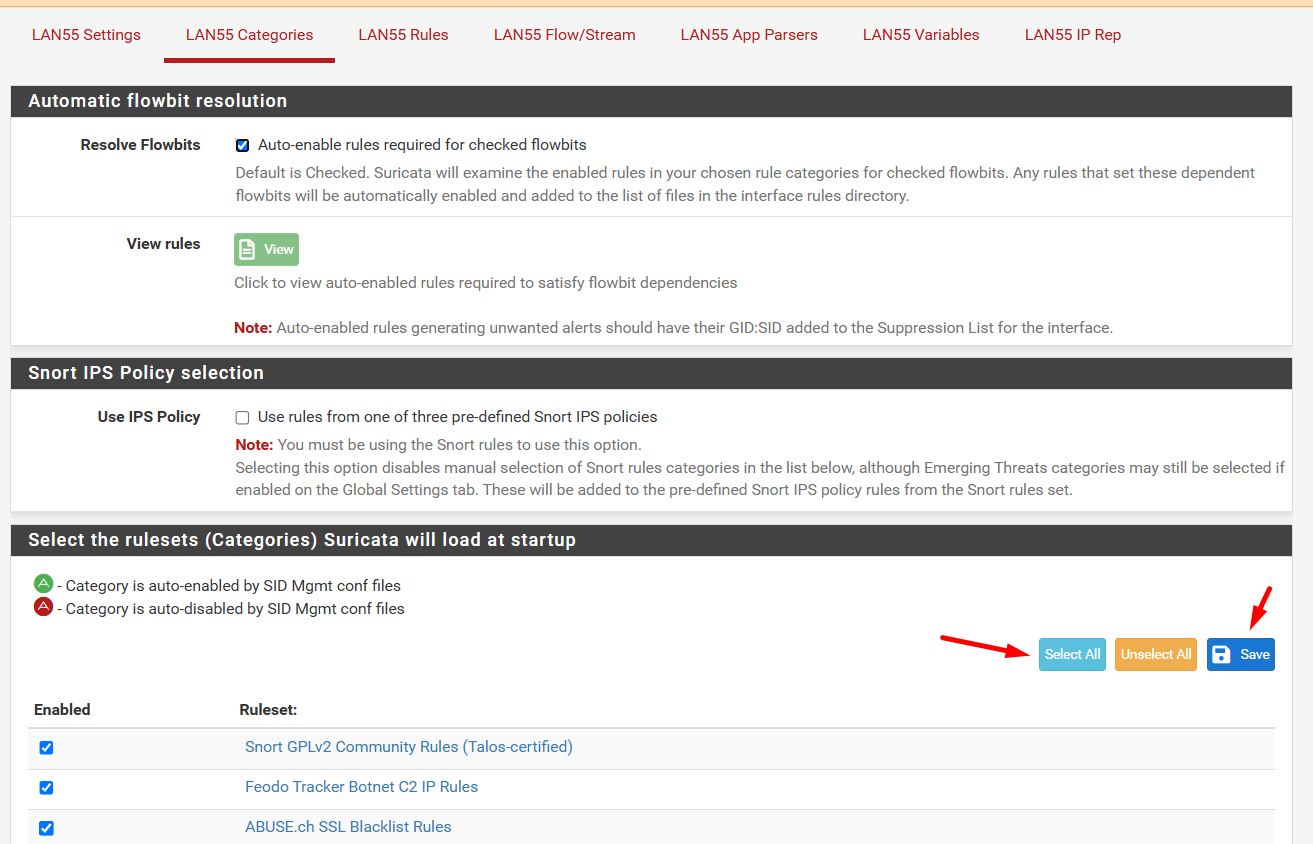 LAN55 Settings LAN55 Categories LAN55 Rules LAN55 Flow/Stream LAN55 App Parsers LAN55 Variables LAN55 IP Rep
Automatic flowbit resolution
Resolve Flowbits Auto-enable rules required for checked flowbits
Default is Checked. Suricata will examine the enabled rules in your chosen rule categories for checked flowbits. Any rules that set these dependent
flowbits will be automatically enabled and added to the list of files in the interface rules directory.
View rules View
Click to view auto-enabled rules required to satisfy flowbit dependencies
Note: Auto-enabled rules generating unwanted alerts should have their GID:SID added to the Suppression List for the interface.
Snort IPS Policy selection
Use IPS Policy Use rules from one of three pre-defined Snort IPS policies
Note: You must be using the Snort rules to use this option.
Selecting this option disables manual selection of Snort rules categories in the list below, although Emerging Threats categories may still be selected if
enabled on the Global Settings tab. These will be added to the pre-defined Snort IPS policy rules from the Snort rules set.
Select the rulesets (Categories) Suricata will load at startup
A - Category is auto-enabled by SID Mgmt conf files
A - Category is auto-disabled by SID Mgmt conf files
Select All Unselect All Save
Enabled Ruleset:
Snort GPLv2 Community Rules (Talos-certified)
Feodo Tracker Botnet C2 IP Rules
ABUSE.ch SSL Blacklist Rules